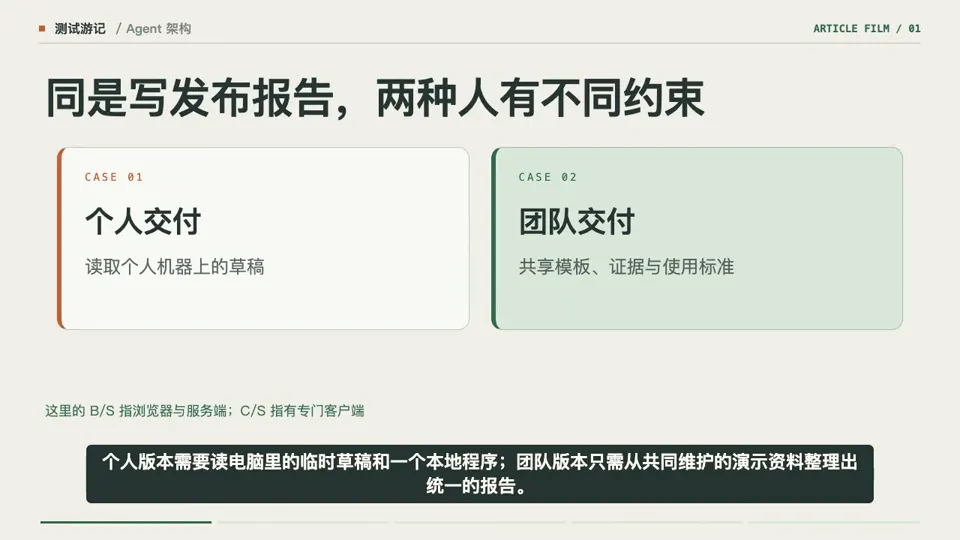 测试游记 / Agent 架构
ARTICLE FILM / 01
同是写发布报告，两种人有不同约束
CASE 01
个人交付
读取个人机器上的草稿
CASE 02
团队交付
共享模板、证据与使用标准
这里的 B/S 指浏览器与服务端；C/S 指有专门客户端
个人版本需要读电脑里的临时草稿和一个本地程序；团队版本只需从共同维护的演示资料整理出
统一的报告。